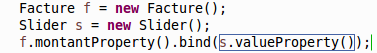 Facture f = new Facture();
Slider s = new Slider();
f.montantProperty().bind(s.valueProperty());